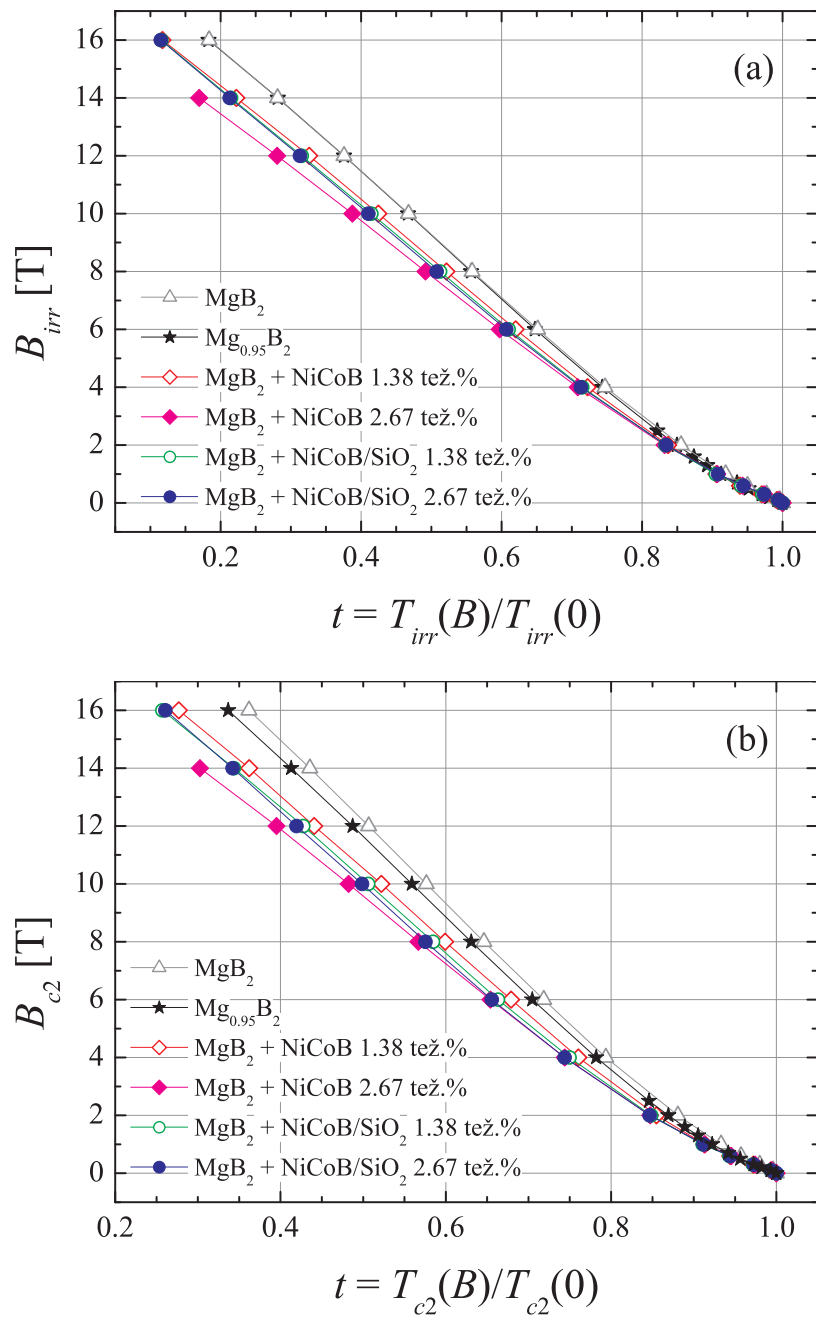 (a)
16
14
12
10
8
6
4
2
0
B_irr [T]
MgB₂
Mg₀.₉₅B₂
MgB₂ + NiCoB 1.38 tež.%
MgB₂ + NiCoB 2.67 tež.%
MgB₂ + NiCoB/SiO₂ 1.38 tež.%
MgB₂ + NiCoB/SiO₂ 2.67 tež.%
0.2 0.4 0.6 0.8 1.0
t = T_irr(B)/T_irr(0)
(b)
16
14
12
10
8
6
4
2
0
B_c2 [T]
MgB₂
Mg₀.₉₅B₂
MgB₂ + NiCoB 1.38 tež.%
MgB₂ + NiCoB 2.67 tež.%
MgB₂ + NiCoB/SiO₂ 1.38 tež.%
MgB₂ + NiCoB/SiO₂ 2.67 tež.%
0.2 0.4 0.6 0.8 1.0
t = T_c2(B)/T_c2(0)